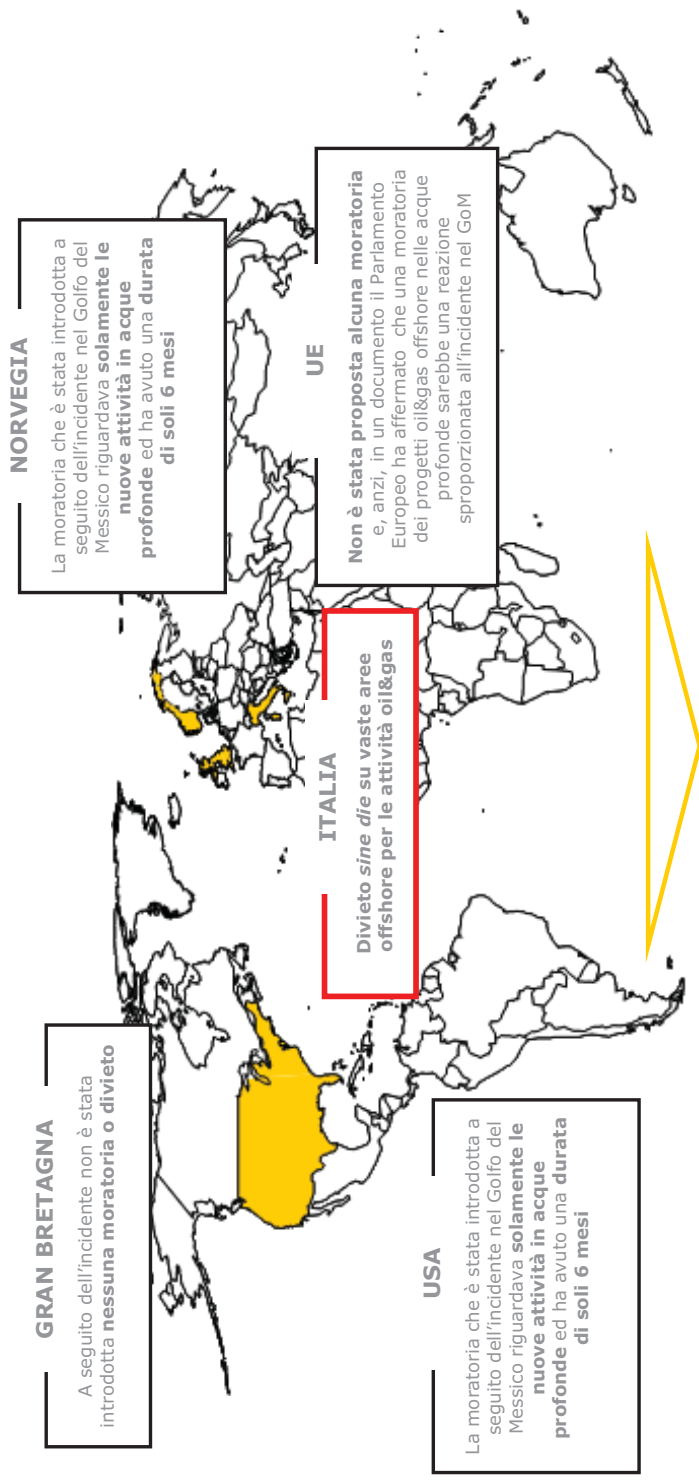 GRAN BRETAGNA
A seguito dell'incidente non è stata
introdotta nessuna moratoria o divieto
NORVEGIA
La moratoria che è stata introdotta a
seguito dell'incidente nel Golfo del
Messico riguardava solamente le
nuove attività in acque
profonde ed ha avuto una durata
di soli 6 mesi
UE
Non è stata proposta alcuna moratoria
e, anzi, in un documento il Parlamento
Europeo ha affermato che una moratoria
dei progetti oil&gas offshore nelle acque
profonde sarebbe una reazione
sproporzionata all'incidente nel GoM
ITALIA
Divieto sine die su vaste aree
offshore per le attività oil&gas
USA
La moratoria che è stata introdotta a
seguito dell'incidente nel Golfo del
Messico riguardava solamente le
nuove attività in acque
profonde ed ha avuto una durata
di soli 6 mesi